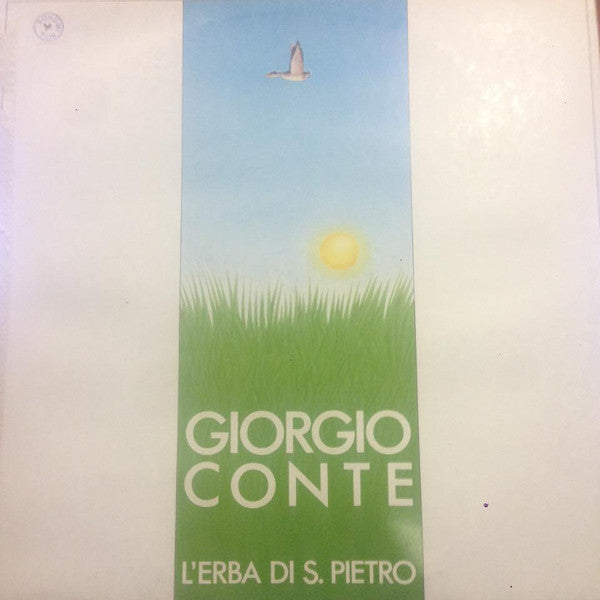 GIORGIO
CONTE
L'ERBA DI S. PIETRO